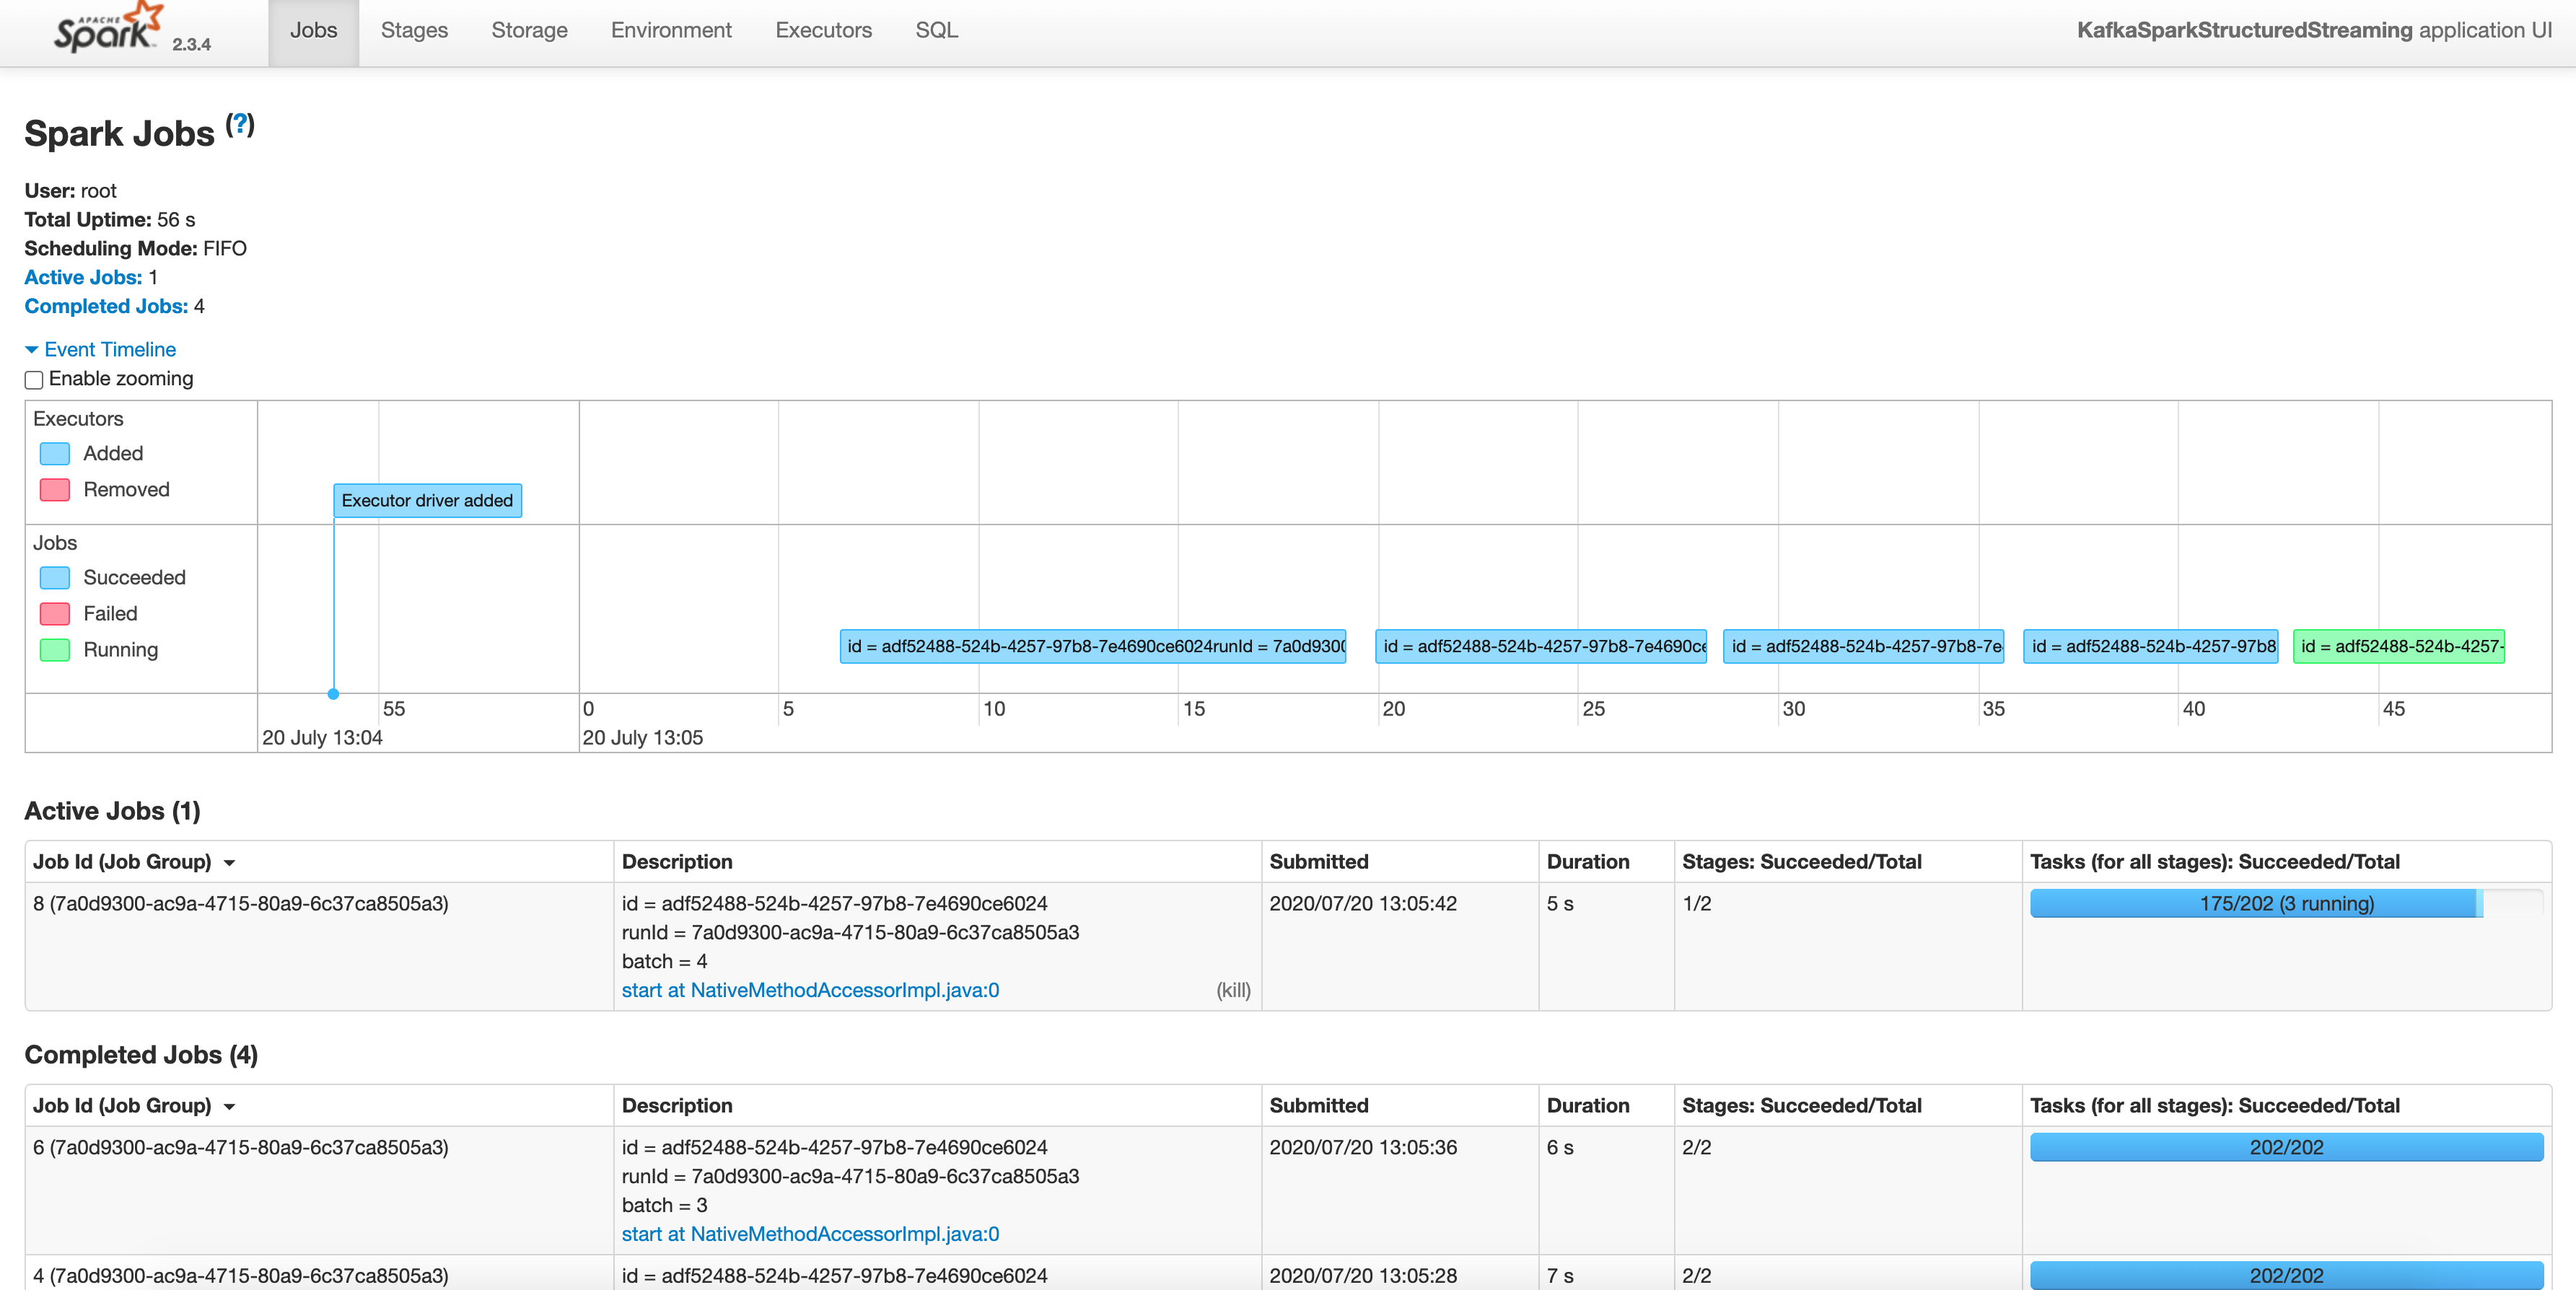 APACHE
Spark 2.3.4
Jobs Stages Storage Environment Executors SQL
KafkaSparkStructuredStreaming application UI
Spark Jobs (?)
User: root
Total Uptime: 56 s
Scheduling Mode: FIFO
Active Jobs: 1
Completed Jobs: 4
Event Timeline
Enable zooming
Executors
Added
Removed
Executor driver added
Jobs
Succeeded
Failed
Running
id = adf52488-524b-4257-97b8-7e4690ce6024runId = 7a0d9300 id = adf52488-524b-4257-97b8-7e4690ce id = adf52488-524b-4257-97b8-7e id = adf52488-524b-4257-97b8 id = adf52488-524b-4257-
55 0 5 10 15 20 25 30 35 40 45
20 July 13:04 20 July 13:05
Active Jobs (1)
Job Id (Job Group) Description Submitted Duration Stages: Succeeded/Total Tasks (for all stages): Succeeded/Total
8 (7a0d9300-ac9a-4715-80a9-6c37ca8505a3) id = adf52488-524b-4257-97b8-7e4690ce6024 2020/07/20 13:05:42 5 s 1/2 175/202 (3 running)
runId = 7a0d9300-ac9a-4715-80a9-6c37ca8505a3
batch = 4
start at NativeMethodAccessorImpl.java:0 (kill)
Completed Jobs (4)
Job Id (Job Group) Description Submitted Duration Stages: Succeeded/Total Tasks (for all stages): Succeeded/Total
6 (7a0d9300-ac9a-4715-80a9-6c37ca8505a3) id = adf52488-524b-4257-97b8-7e4690ce6024 2020/07/20 13:05:36 6 s 2/2 202/202
runId = 7a0d9300-ac9a-4715-80a9-6c37ca8505a3
batch = 3
start at NativeMethodAccessorImpl.java:0
4 (7a0d9300-ac9a-4715-80a9-6c37ca8505a3) id = adf52488-524b-4257-97b8-7e4690ce6024 2020/07/20 13:05:28 7 s 2/2 202/202